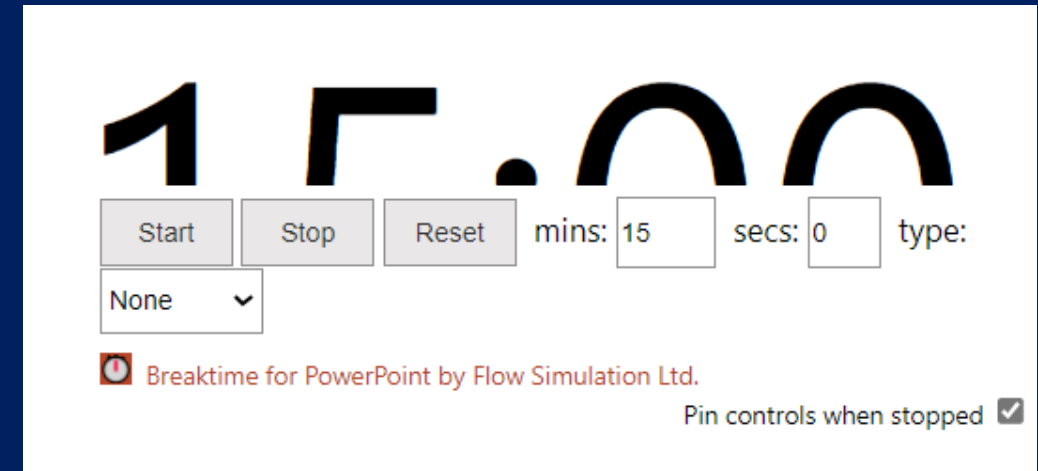 15:00
Start Stop Reset mins: 15 secs: 0 type:
None
Breaktime for PowerPoint by Flow Simulation Ltd.
Pin controls when stopped